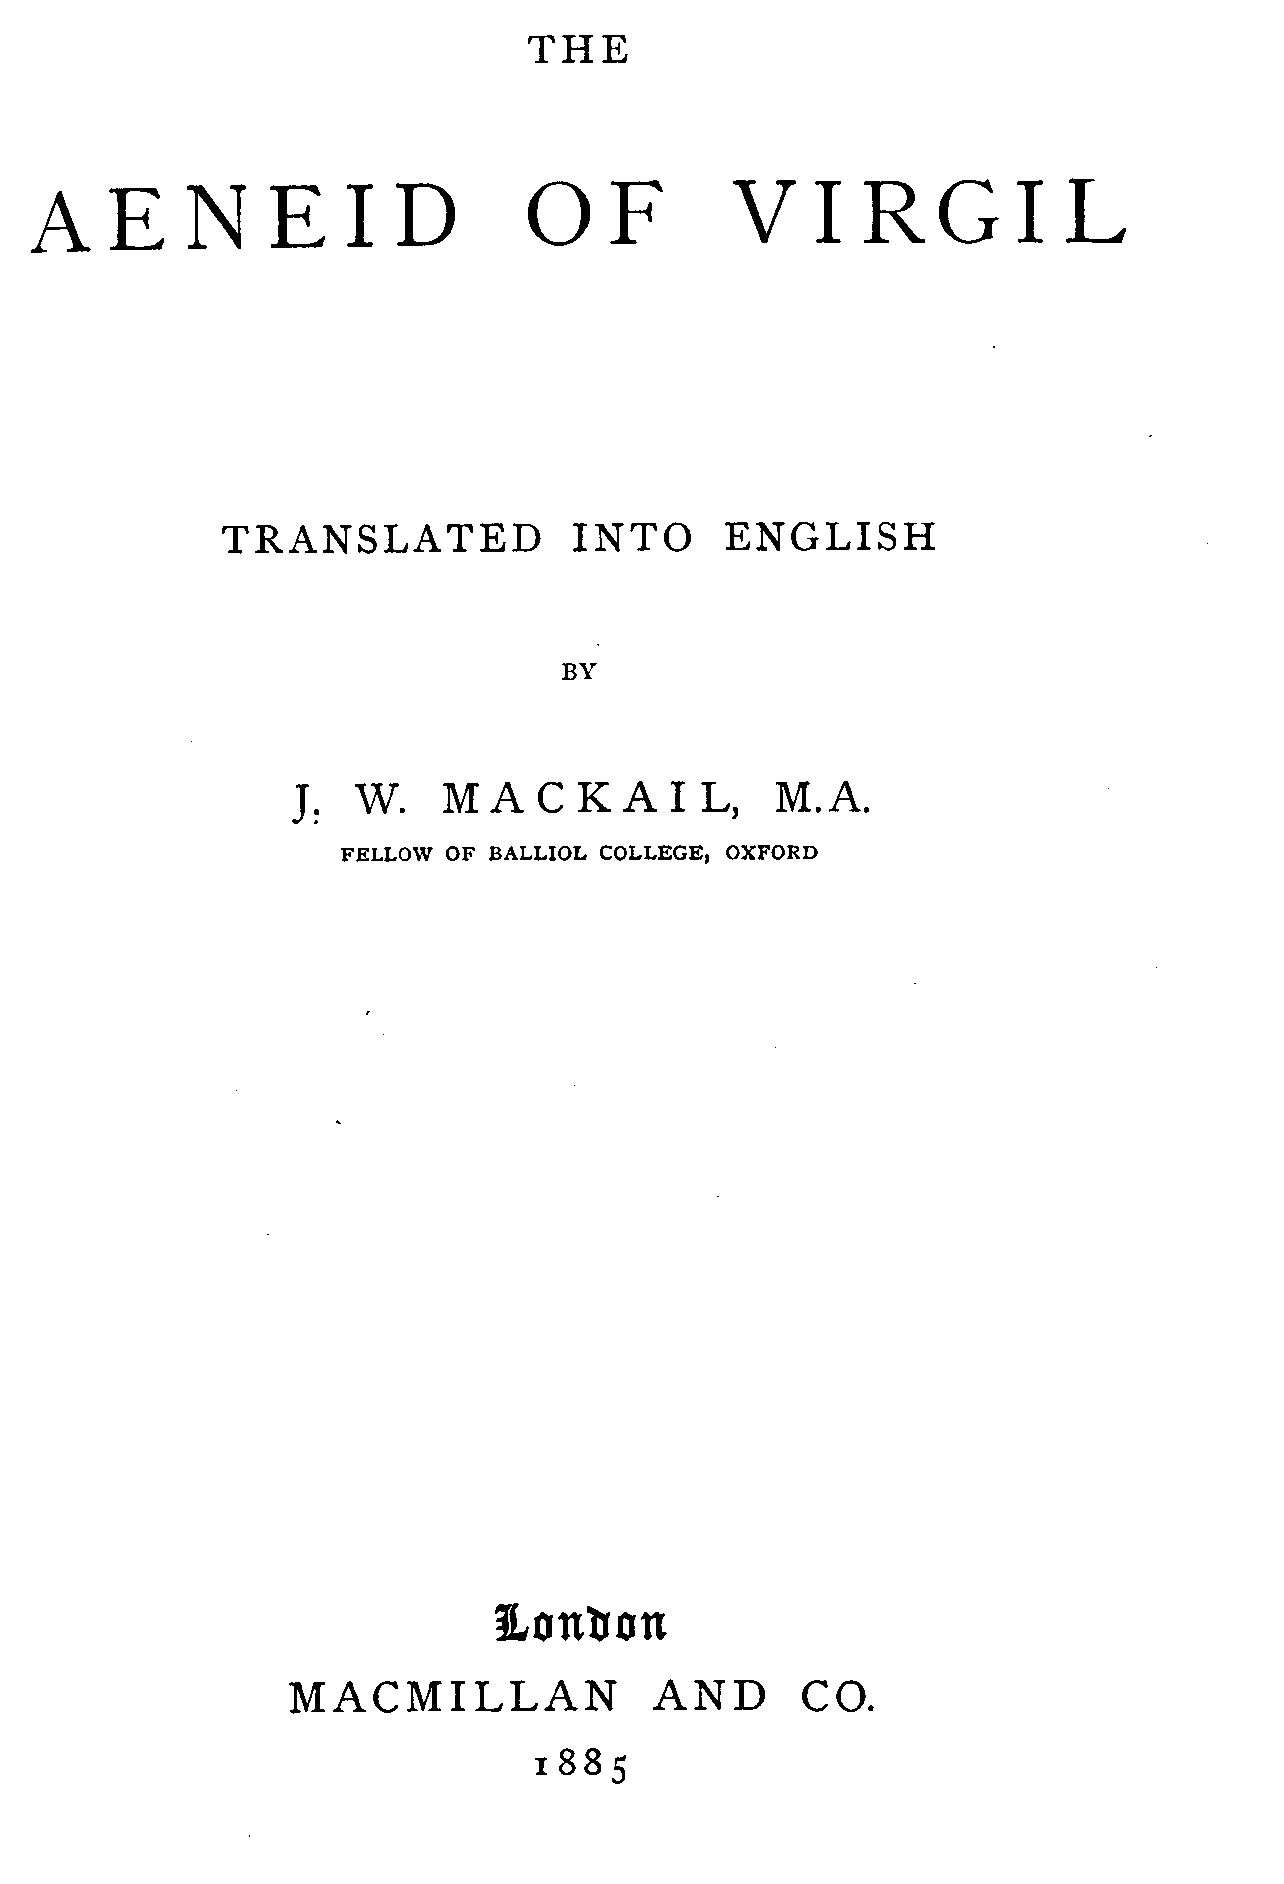 THE
AENEID OF VIRGIL
TRANSLATED INTO ENGLISH
BY
J. W. MACKAIL, M.A.
FELLOW OF BALLIOL COLLEGE, OXFORD
London
MACMILLAN AND CO.
1885